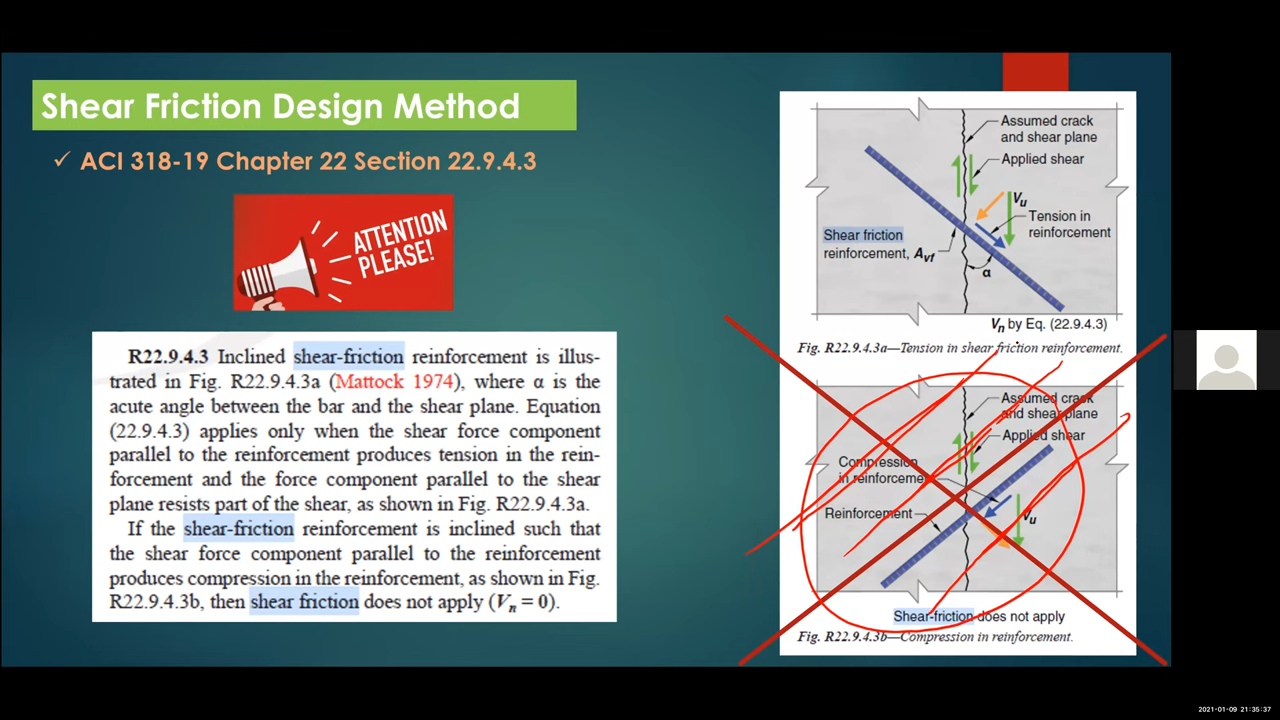 Shear Friction Design Method
✓ ACI 318-19 Chapter 22 Section 22.9.4.3
ATTENTION
PLEASE!
R22.9.4.3 Inclined shear-friction reinforcement is illus-
trated in Fig. R22.9.4.3a (Mattock 1974), where α is the
acute angle between the bar and the shear plane. Equation
(22.9.4.3) applies only when the shear force component
parallel to the reinforcement produces tension in the rein-
forcement and the force component parallel to the shear
plane resists part of the shear, as shown in Fig. R22.9.4.3a.
If the shear-friction reinforcement is inclined such that
the shear force component parallel to the reinforcement
produces compression in the reinforcement, as shown in Fig.
R22.9.4.3b, then shear friction does not apply (Vn = 0).
Assumed crack
and shear plane
Applied shear
Vu
Tension in
reinforcement
Shear friction
reinforcement, Avf
α
Vn by Eq. (22.9.4.3)
Fig. R22.9.4.3a—Tension in shear friction reinforcement.
Assumed crack
and shear plane
Applied shear
Compression
in reinforcement
Reinforcement
Vu
Shear-friction does not apply
Fig. R22.9.4.3b—Compression in reinforcement.
2021-01-09 21:35:37